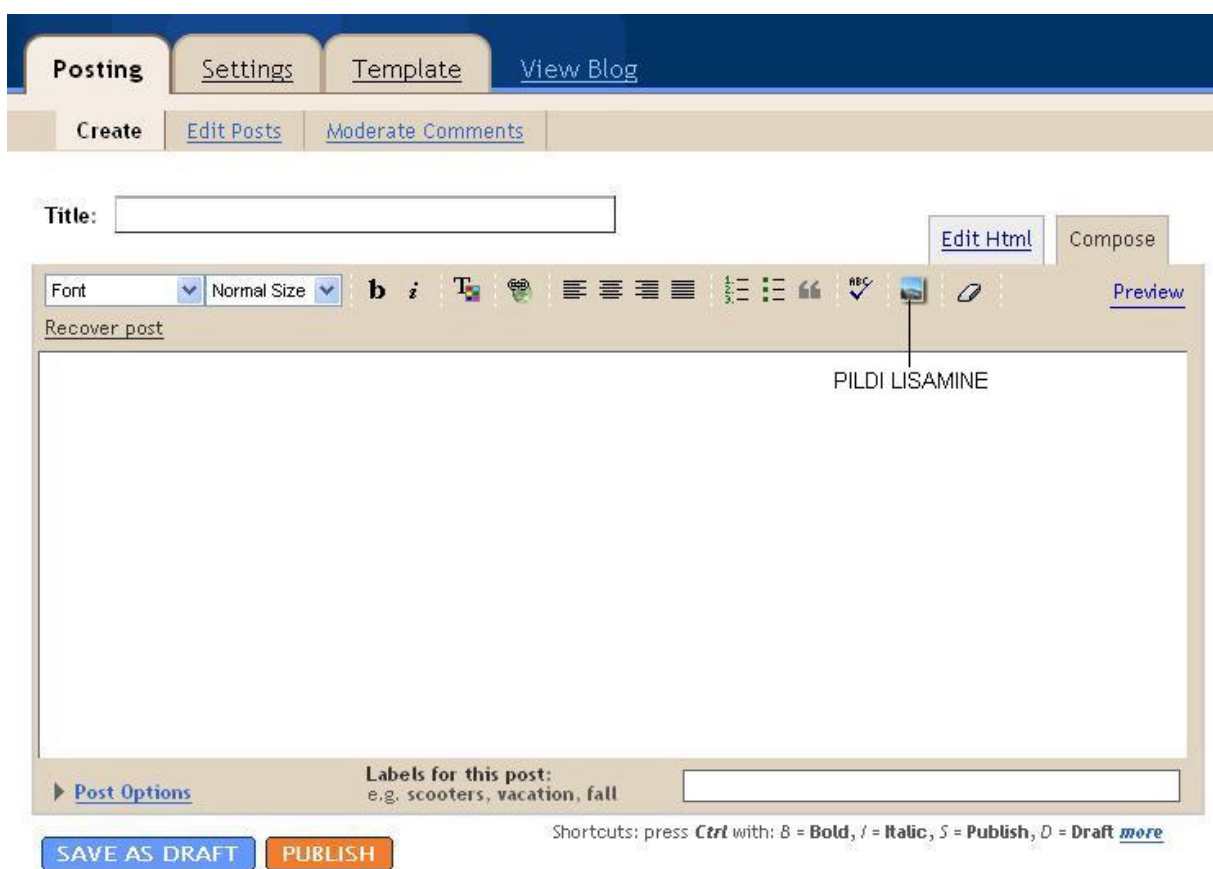 Posting Settings Template View Blog
Create Edit Posts Moderate Comments
Title:
Edit Html Compose
Font Normal Size b i T ABC Preview
Recover post
PILDI LISAMINE
Labels for this post:
Post Options e.g. scooters, vacation, fall
Shortcuts: press Ctrl with: B = Bold, I = Italic, S = Publish, D = Draft more
SAVE AS DRAFT PUBLISH